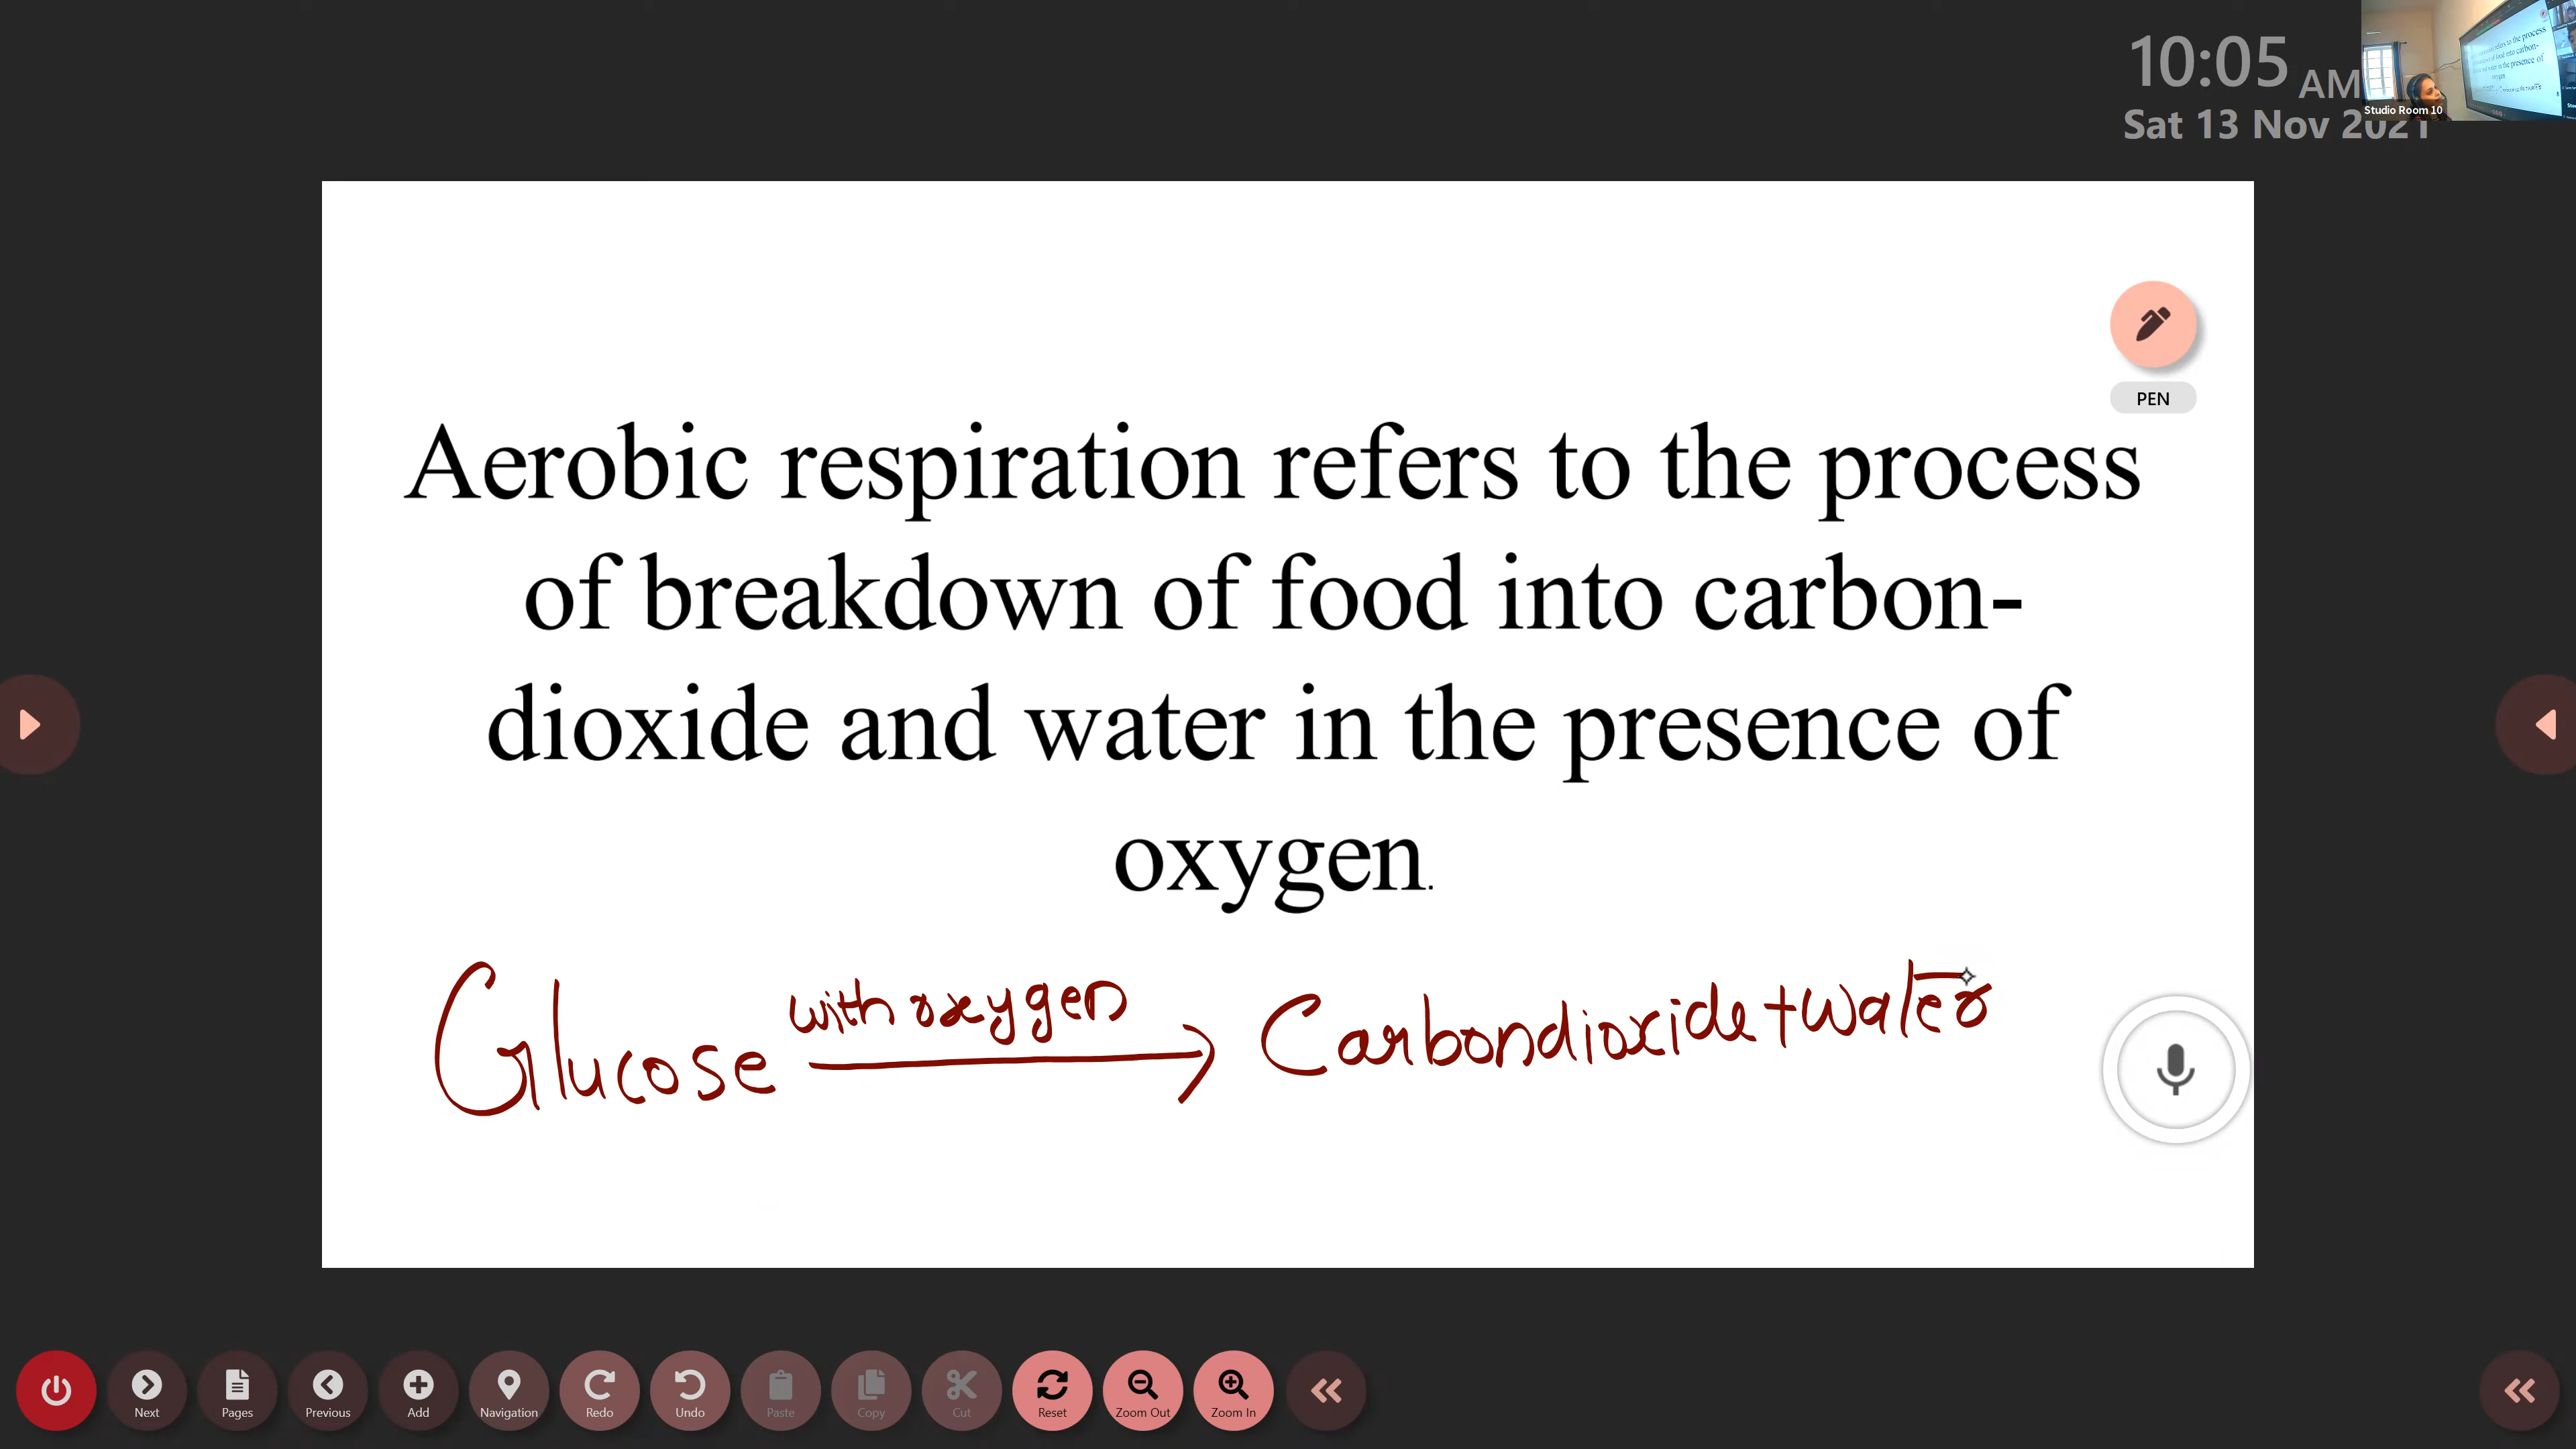 10:05 AM
Sat 13 Nov 2021
Studio Room 10
PEN
Aerobic respiration refers to the process
of breakdown of food into carbon-
dioxide and water in the presence of
oxygen.
with oxygen
Glucose → Carbondioxide + water
Next
Pages
Previous
Add
Navigation
Redo
Undo
Paste
Copy
Cut
Reset
Zoom Out
Zoom In